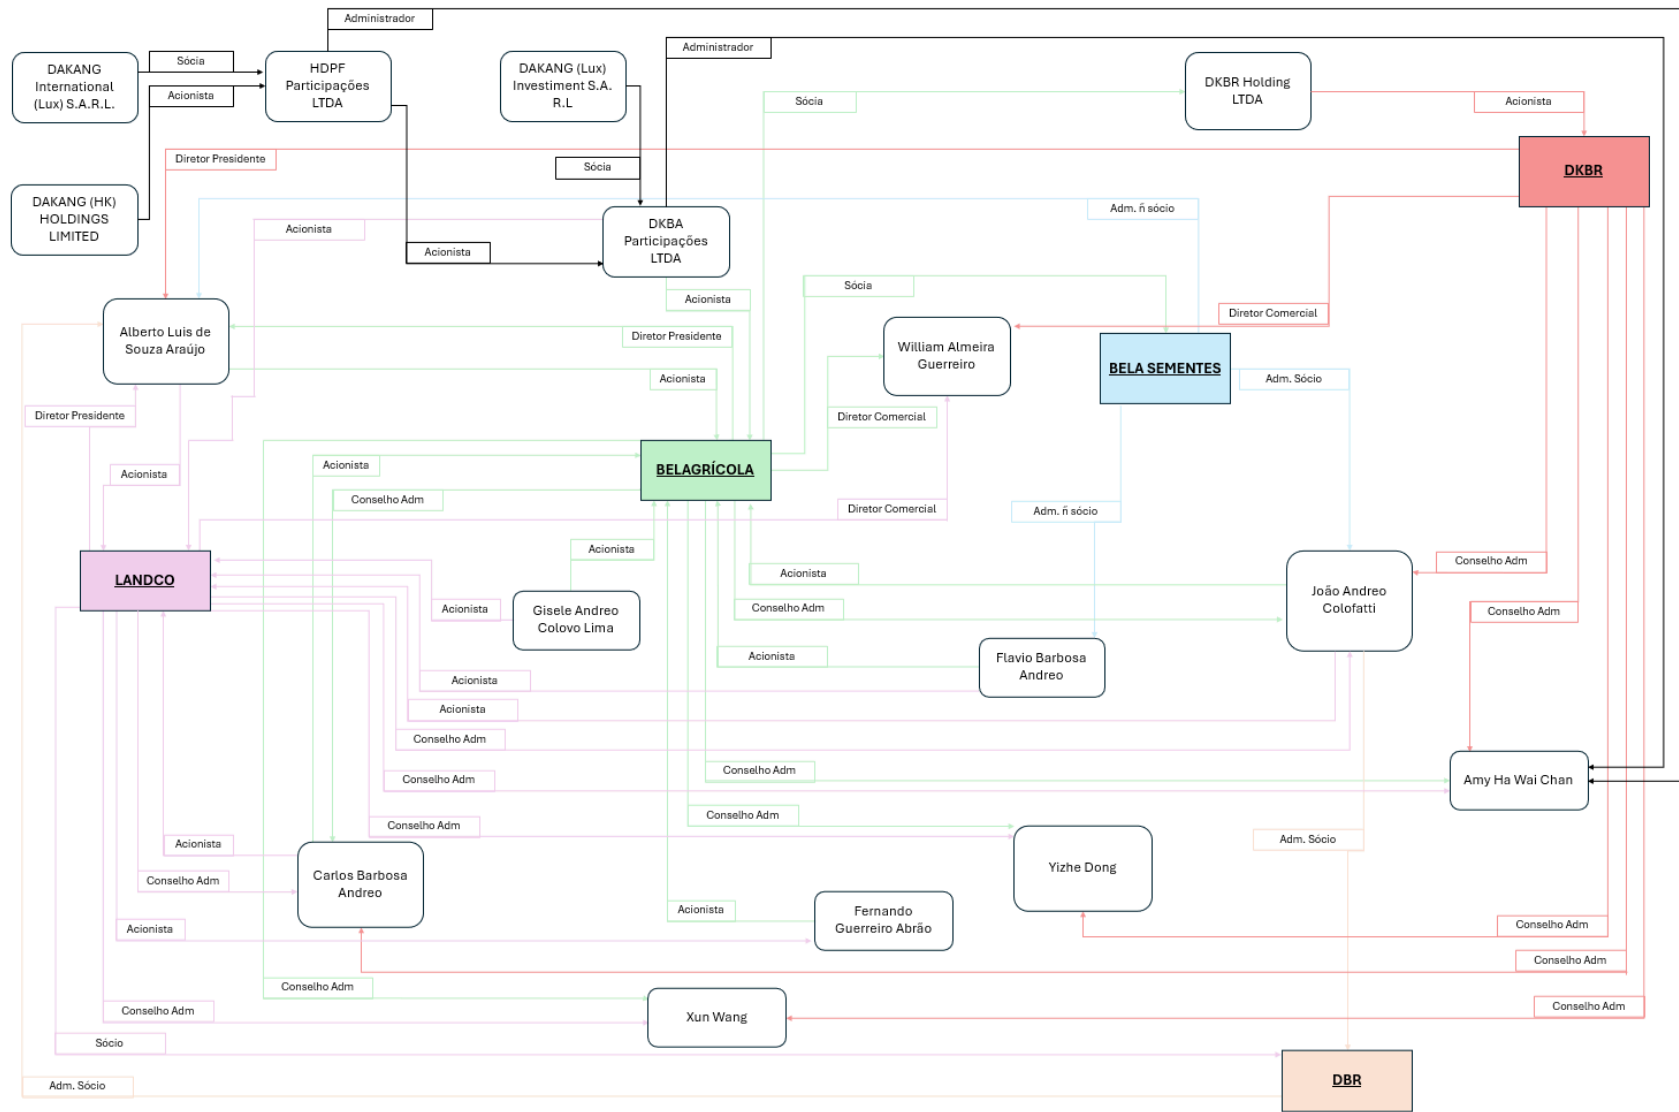 Administrador
DAKANG
International
(Lux) S.A.R.L.
Sócia
Acionista
HDPF
Participações
LTDA
DAKANG (Lux)
Investiment S.A.
R.L
Administrador
Sócia
DKBR Holding
LTDA
Acionista
DKBR
Diretor Presidente
Sócia
DAKANG (HK)
HOLDINGS
LIMITED
Acionista
Acionista
DKBA
Participações
LTDA
Adm. ñ sócio
Acionista
Sócia
Diretor Comercial
Alberto Luis de
Souza Araújo
Diretor Presidente
Acionista
William Almeira
Guerreiro
BELA SEMENTES
Adm. Sócio
Diretor Presidente
Diretor Comercial
Acionista
Acionista
Conselho Adm
BELAGRÍCOLA
Diretor Comercial
Adm. ñ sócio
LANDCO
Acionista
Acionista
Gisele Andreo
Colovo Lima
Acionista
Conselho Adm
João Andreo
Colofatti
Conselho Adm
Conselho Adm
Acionista
Flavio Barbosa
Andreo
Acionista
Acionista
Conselho Adm
Conselho Adm
Conselho Adm
Amy Ha Wai Chan
Conselho Adm
Conselho Adm
Acionista
Conselho Adm
Carlos Barbosa
Andreo
Yizhe Dong
Adm. Sócio
Acionista
Acionista
Fernando
Guerreiro Abrão
Conselho Adm
Conselho Adm
Conselho Adm
Conselho Adm
Xun Wang
Conselho Adm
Sócio
Adm. Sócio
DBR